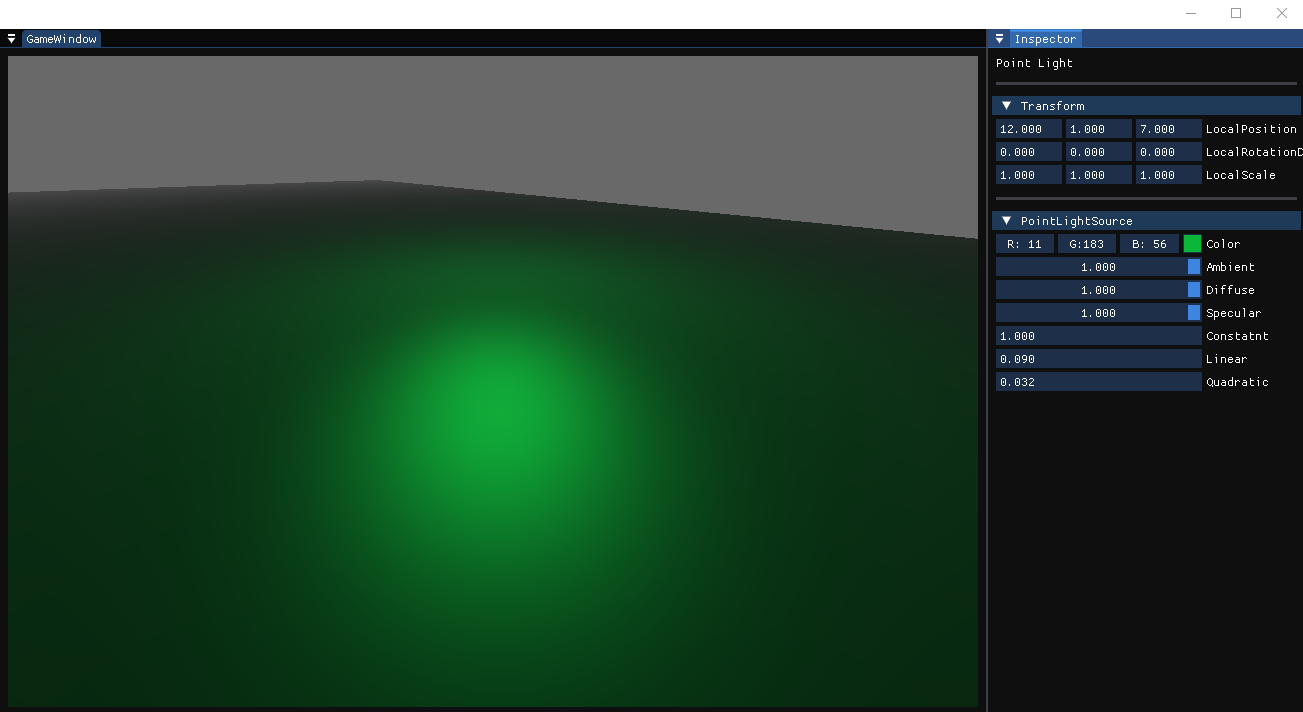 GameWindow
Inspector
Point Light
Transform
12.000 1.000 7.000 LocalPosition
0.000 0.000 0.000 LocalRotationD
1.000 1.000 1.000 LocalScale
PointLightSource
R: 11 G:183 B: 56 Color
1.000 Ambient
1.000 Diffuse
1.000 Specular
1.000 Constatnt
0.090 Linear
0.032 Quadratic